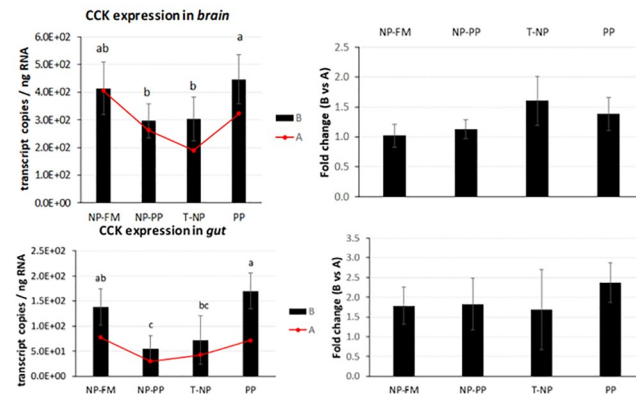 CCK expression in brain
transcript copies / ng RNA
6.0E+02
5.0E+02
4.0E+02
3.0E+02
2.0E+02
1.0E+02
0.0E+00
ab
b
b
a
B
A
NP-FM
NP-PP
T-NP
PP
NP-FM
NP-PP
T-NP
PP
Fold change (B vs A)
2.5
2.0
1.5
1.0
0.5
0.0
CCK expression in gut
transcript copies / ng RNA
2.5E+02
2.0E+02
1.5E+02
1.0E+02
5.0E+01
0.0E+00
ab
c
bc
a
B
A
NP-FM
NP-PP
T-NP
PP
Fold change (B vs A)
3.5
3.0
2.5
2.0
1.5
1.0
0.5
0.0
NP-FM
NP-PP
T-NP
PP